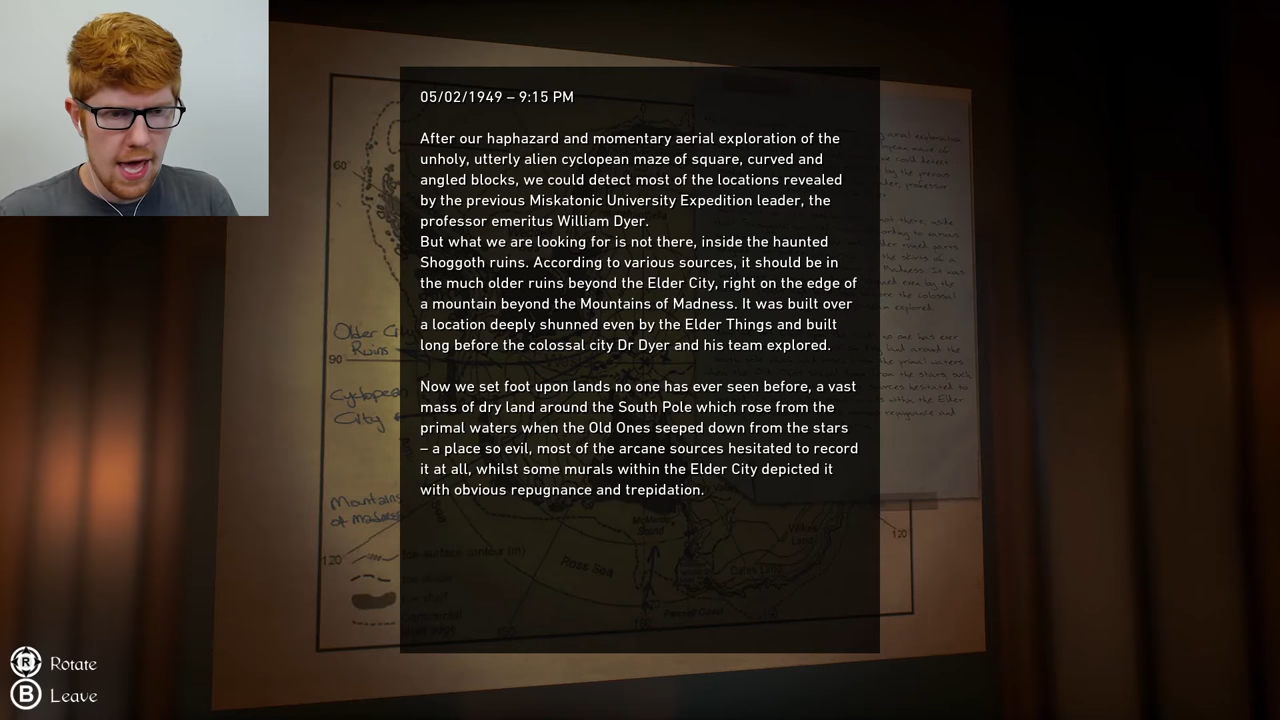 05/02/1949 – 9:15 PM
After our haphazard and momentary aerial exploration of the
unholy, utterly alien cyclopean maze of square, curved and
angled blocks, we could detect most of the locations revealed
by the previous Miskatonic University Expedition leader, the
professor emeritus William Dyer.
But what we are looking for is not there, inside the haunted
Shoggoth ruins. According to various sources, it should be in
the much older ruins beyond the Elder City, right on the edge of
a mountain beyond the Mountains of Madness. It was built over
a location deeply shunned even by the Elder Things and built
long before the colossal city Dr Dyer and his team explored.
Now we set foot upon lands no one has ever seen before, a vast
mass of dry land around the South Pole which rose from the
primal waters when the Old Ones seeped down from the stars
– a place so evil, most of the arcane sources hesitated to record
it at all, whilst some murals within the Elder City depicted it
with obvious repugnance and trepidation.
60
Older City
Ruins
90
Cyclopean
City
Mountains
of Madness
120
Ross Sea
McMurdo
Sound
180
120
R Rotate
B Leave